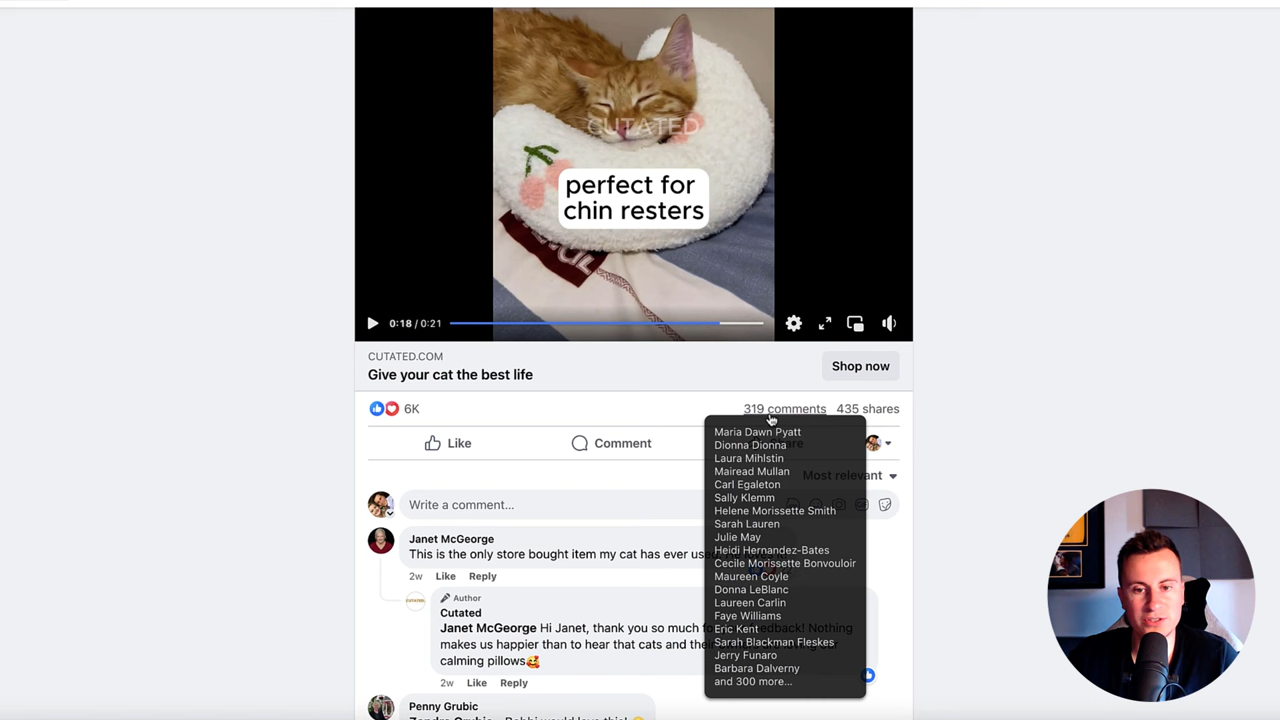 CUTATED
perfect for
chin resters
0:18 / 0:21
CUTATED.COM
Give your cat the best life
Shop now
6K
319 comments
435 shares
Like
Comment
Most relevant
Write a comment...
Maria Dawn Pyatt
Dionna Dionna
Laura Mihlstin
Mairead Mullan
Carl Egaleton
Sally Klemm
Helene Morissette Smith
Sarah Lauren
Julie May
Heidi Hernandez-Bates
Cecile Morissette Bonvouloir
Maureen Coyle
Donna LeBlanc
Laureen Carlin
Faye Williams
Eric Kent
Sarah Blackman Fleskes
Jerry Funaro
Barbara Dalverny
and 300 more...
Janet McGeorge
This is the only store bought item my cat has ever
2w Like Reply
Author
Cutated
Janet McGeorge Hi Janet, thank you so much feedback! Nothing
makes us happier than to hear that cats and
calming pillows
2w Like Reply
Penny Grubic